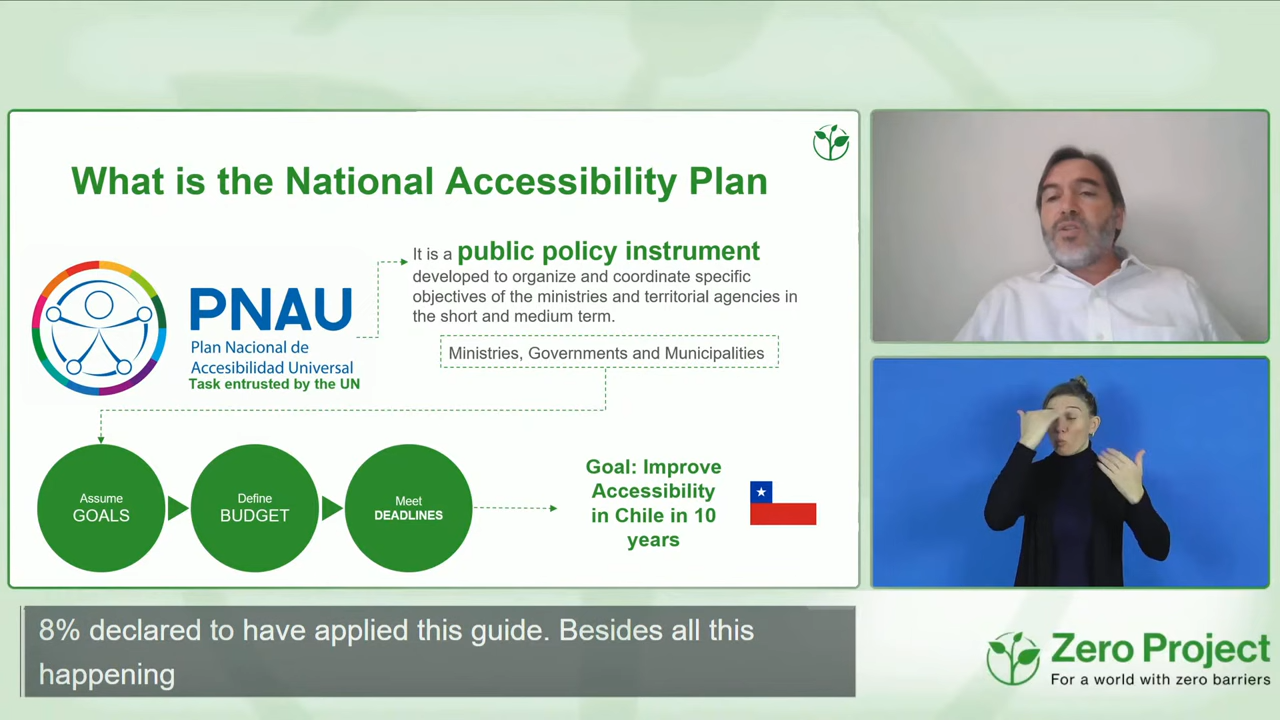 What is the National Accessibility Plan
It is a public policy instrument
developed to organize and coordinate specific
objectives of the ministries and territorial agencies in
the short and medium term.
PNAU
Plan Nacional de
Accesibilidad Universal
Task entrusted by the UN
Ministries, Governments and Municipalities
Assume
GOALS
Define
BUDGET
Meet
DEADLINES
Goal: Improve
Accessibility
in Chile in 10
years
8% declared to have applied this guide. Besides all this
happening
Zero Project
For a world with zero barriers